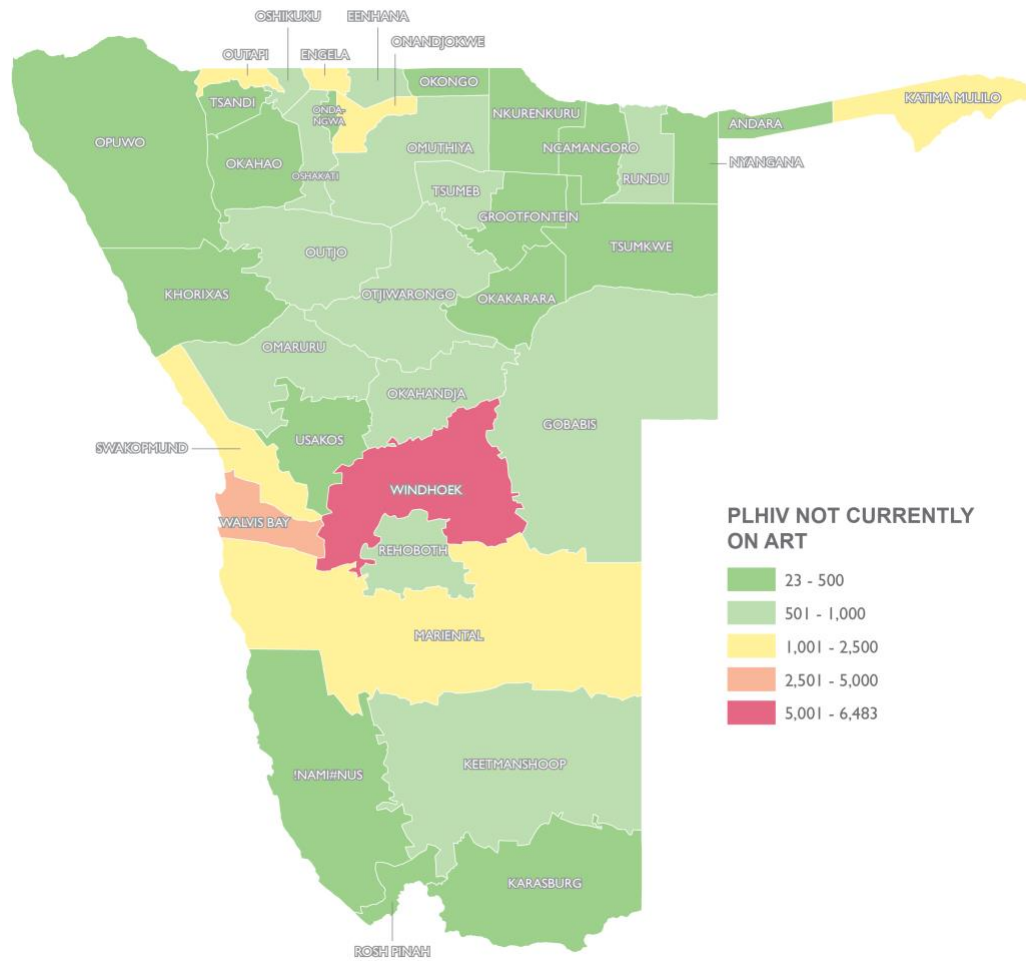 OSHIKUKU
EENHANA
OUTAPI
ENGELA
ONANDJOKWE
TSANDI
ONDA-
NGWA
OKONGO
NKURENKURU
ANDARA
KATIMA MULILO
OPUWO
OKAHAO
OSHAKATI
OMUTHIYA
NCAMANGORO
RUNDU
NYANGANA
TSUMEB
GROOTFONTEIN
TSUMKWE
OUTJO
KHORIXAS
OTJIWARONGO
OKAKARARA
OMARURU
OKAHANDJA
GOBABIS
USAKOS
SWAKOPMUND
WINDHOEK
WALVIS BAY
REHOBOTH
MARIENTAL
!NAMI#NUS
KEETMANSHOOP
KARASBURG
ROSH PINAH
PLHIV NOT CURRENTLY
ON ART
23 - 500
501 - 1,000
1,001 - 2,500
2,501 - 5,000
5,001 - 6,483